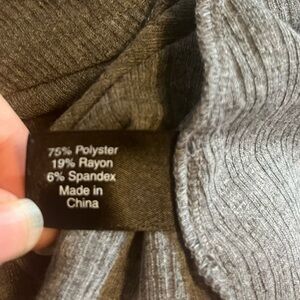 75% Polyster
19% Rayon
6% Spandex
Made in
China